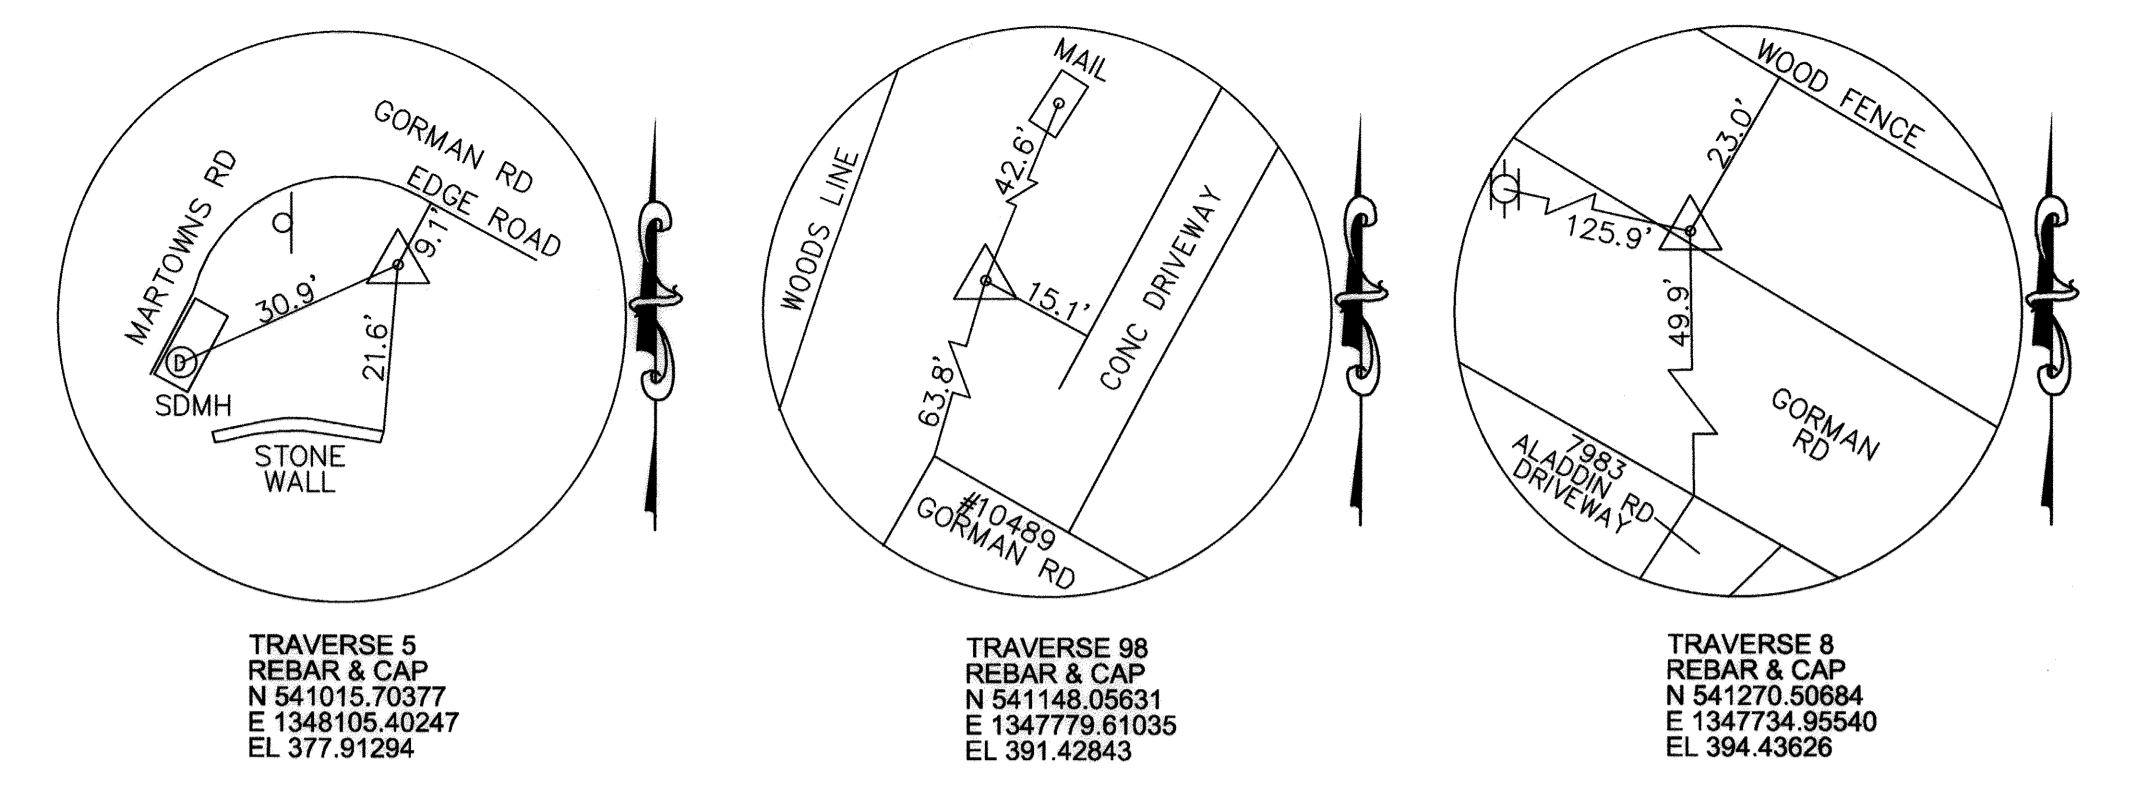 GORMAN RD
EDGE ROAD
MARTOWNS RD
9.1'
30.9'
21.6'
D
SDMH
STONE
WALL
TRAVERSE 5
REBAR & CAP
N 541015.70377
E 1348105.40247
EL 377.91294
MAIL
42.6'
WOODS LINE
CONC DRIVEWAY
15.1'
63.8'
#10489
GORMAN RD
TRAVERSE 98
REBAR & CAP
N 541148.05631
E 1347779.61035
EL 391.42843
WOOD FENCE
23.0'
125.9'
49.9'
GORMAN
RD
7983
ALADDIN RD
DRIVEWAY
TRAVERSE 8
REBAR & CAP
N 541270.50684
E 1347734.95540
EL 394.43626